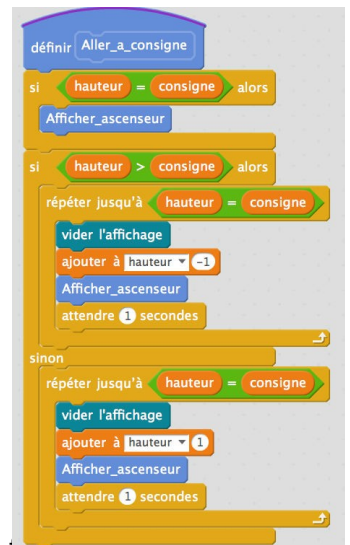 définir Aller_a_consigne
si hauteur = consigne alors
Afficher_ascenseur
si hauteur > consigne alors
répéter jusqu'à hauteur = consigne
vider l'affichage
ajouter à hauteur -1
Afficher_ascenseur
attendre 1 secondes
sinon
répéter jusqu'à hauteur = consigne
vider l'affichage
ajouter à hauteur 1
Afficher_ascenseur
attendre 1 secondes